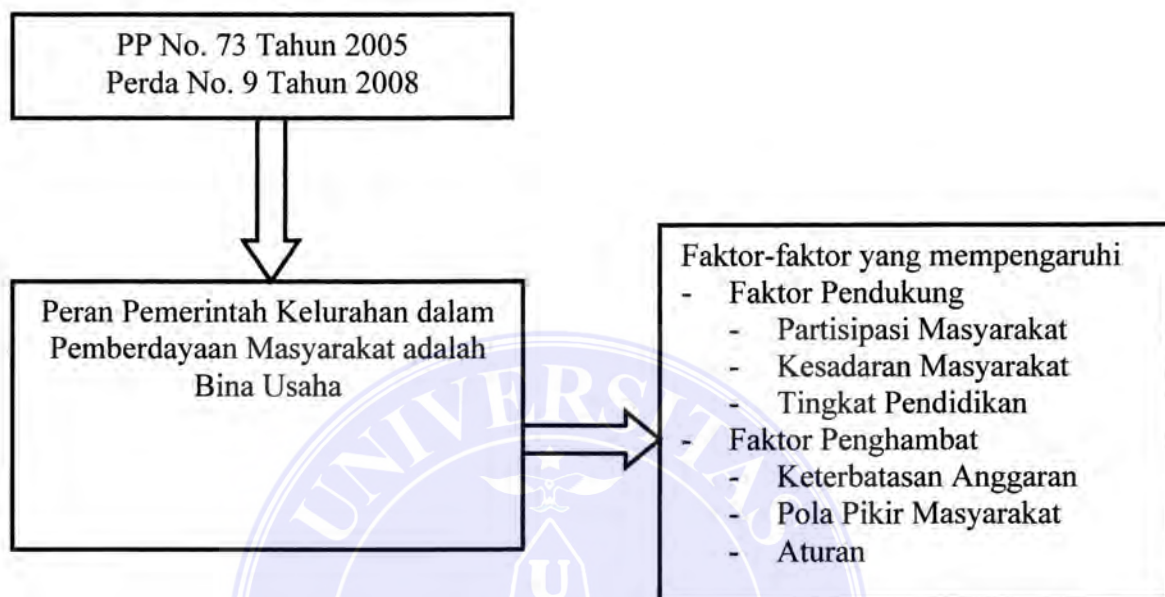 PP No. 73 Tahun 2005
Perda No. 9 Tahun 2008
Peran Pemerintah Kelurahan dalam
Pemberdayaan Masyarakat adalah
Bina Usaha
Faktor-faktor yang mempengaruhi
- Faktor Pendukung
- Partisipasi Masyarakat
- Kesadaran Masyarakat
- Tingkat Pendidikan
- Faktor Penghambat
- Keterbatasan Anggaran
- Pola Pikir Masyarakat
- Aturan
UNIVERSITAS
U